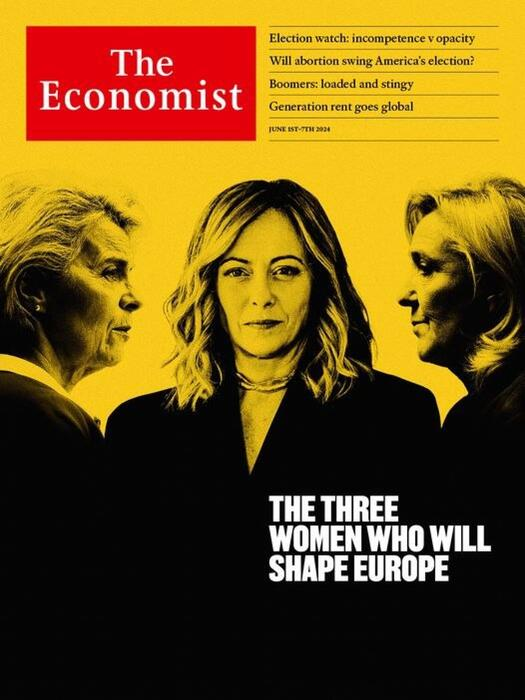 The
Economist
Election watch: incompetence v opacity
Will abortion swing America's election?
Boomers: loaded and stingy
Generation rent goes global
JUNE 1ST-7TH 2024
THE THREE
WOMEN WHO WILL
SHAPE EUROPE